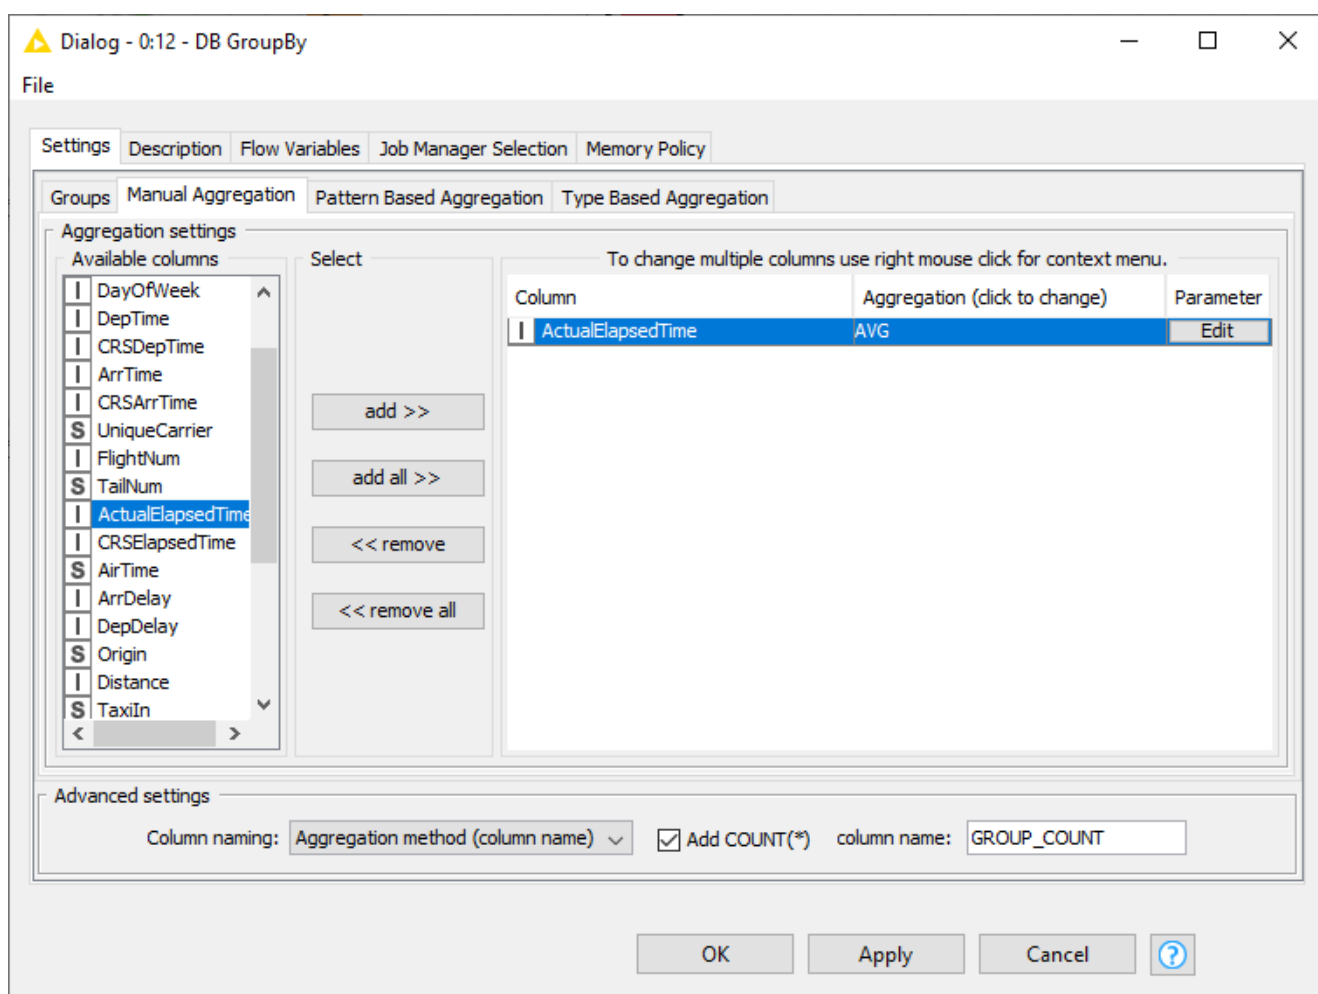 Dialog - 0:12 - DB GroupBy
File
Settings Description Flow Variables Job Manager Selection Memory Policy
Groups Manual Aggregation Pattern Based Aggregation Type Based Aggregation
Aggregation settings
Available columns
I DayOfWeek
I DepTime
I CRSDepTime
I ArrTime
I CRSArrTime
S UniqueCarrier
I FlightNum
S TailNum
I ActualElapsedTime
I CRSElapsedTime
S AirTime
I ArrDelay
I DepDelay
S Origin
I Distance
S TaxiIn
Select
add >>
add all >>
<< remove
<< remove all
To change multiple columns use right mouse click for context menu.
Column Aggregation (click to change) Parameter
I ActualElapsedTime AVG Edit
Advanced settings
Column naming: Aggregation method (column name) Add COUNT(*) column name: GROUP_COUNT
OK Apply Cancel ?